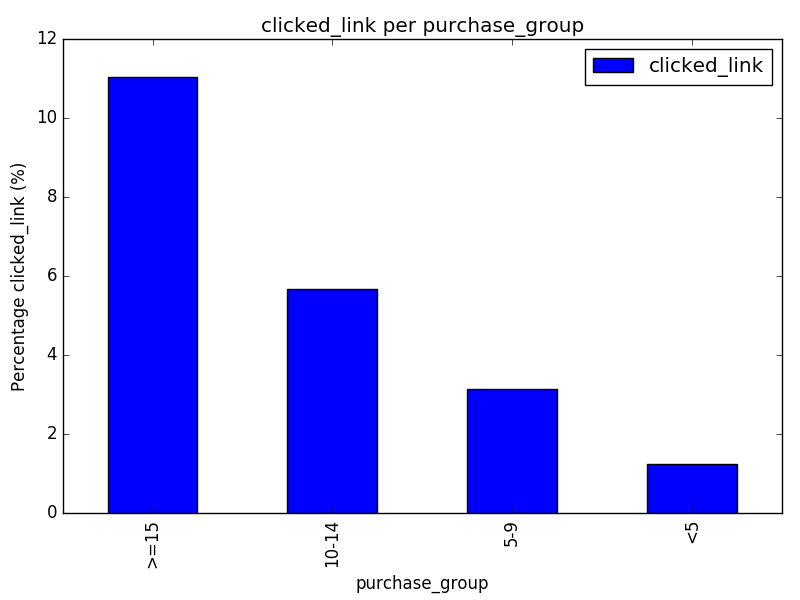 clicked_link per purchase_group
clicked_link
12
10
8
6
4
2
0
Percentage clicked_link (%)
>=15
10-14
5-9
<5
purchase_group